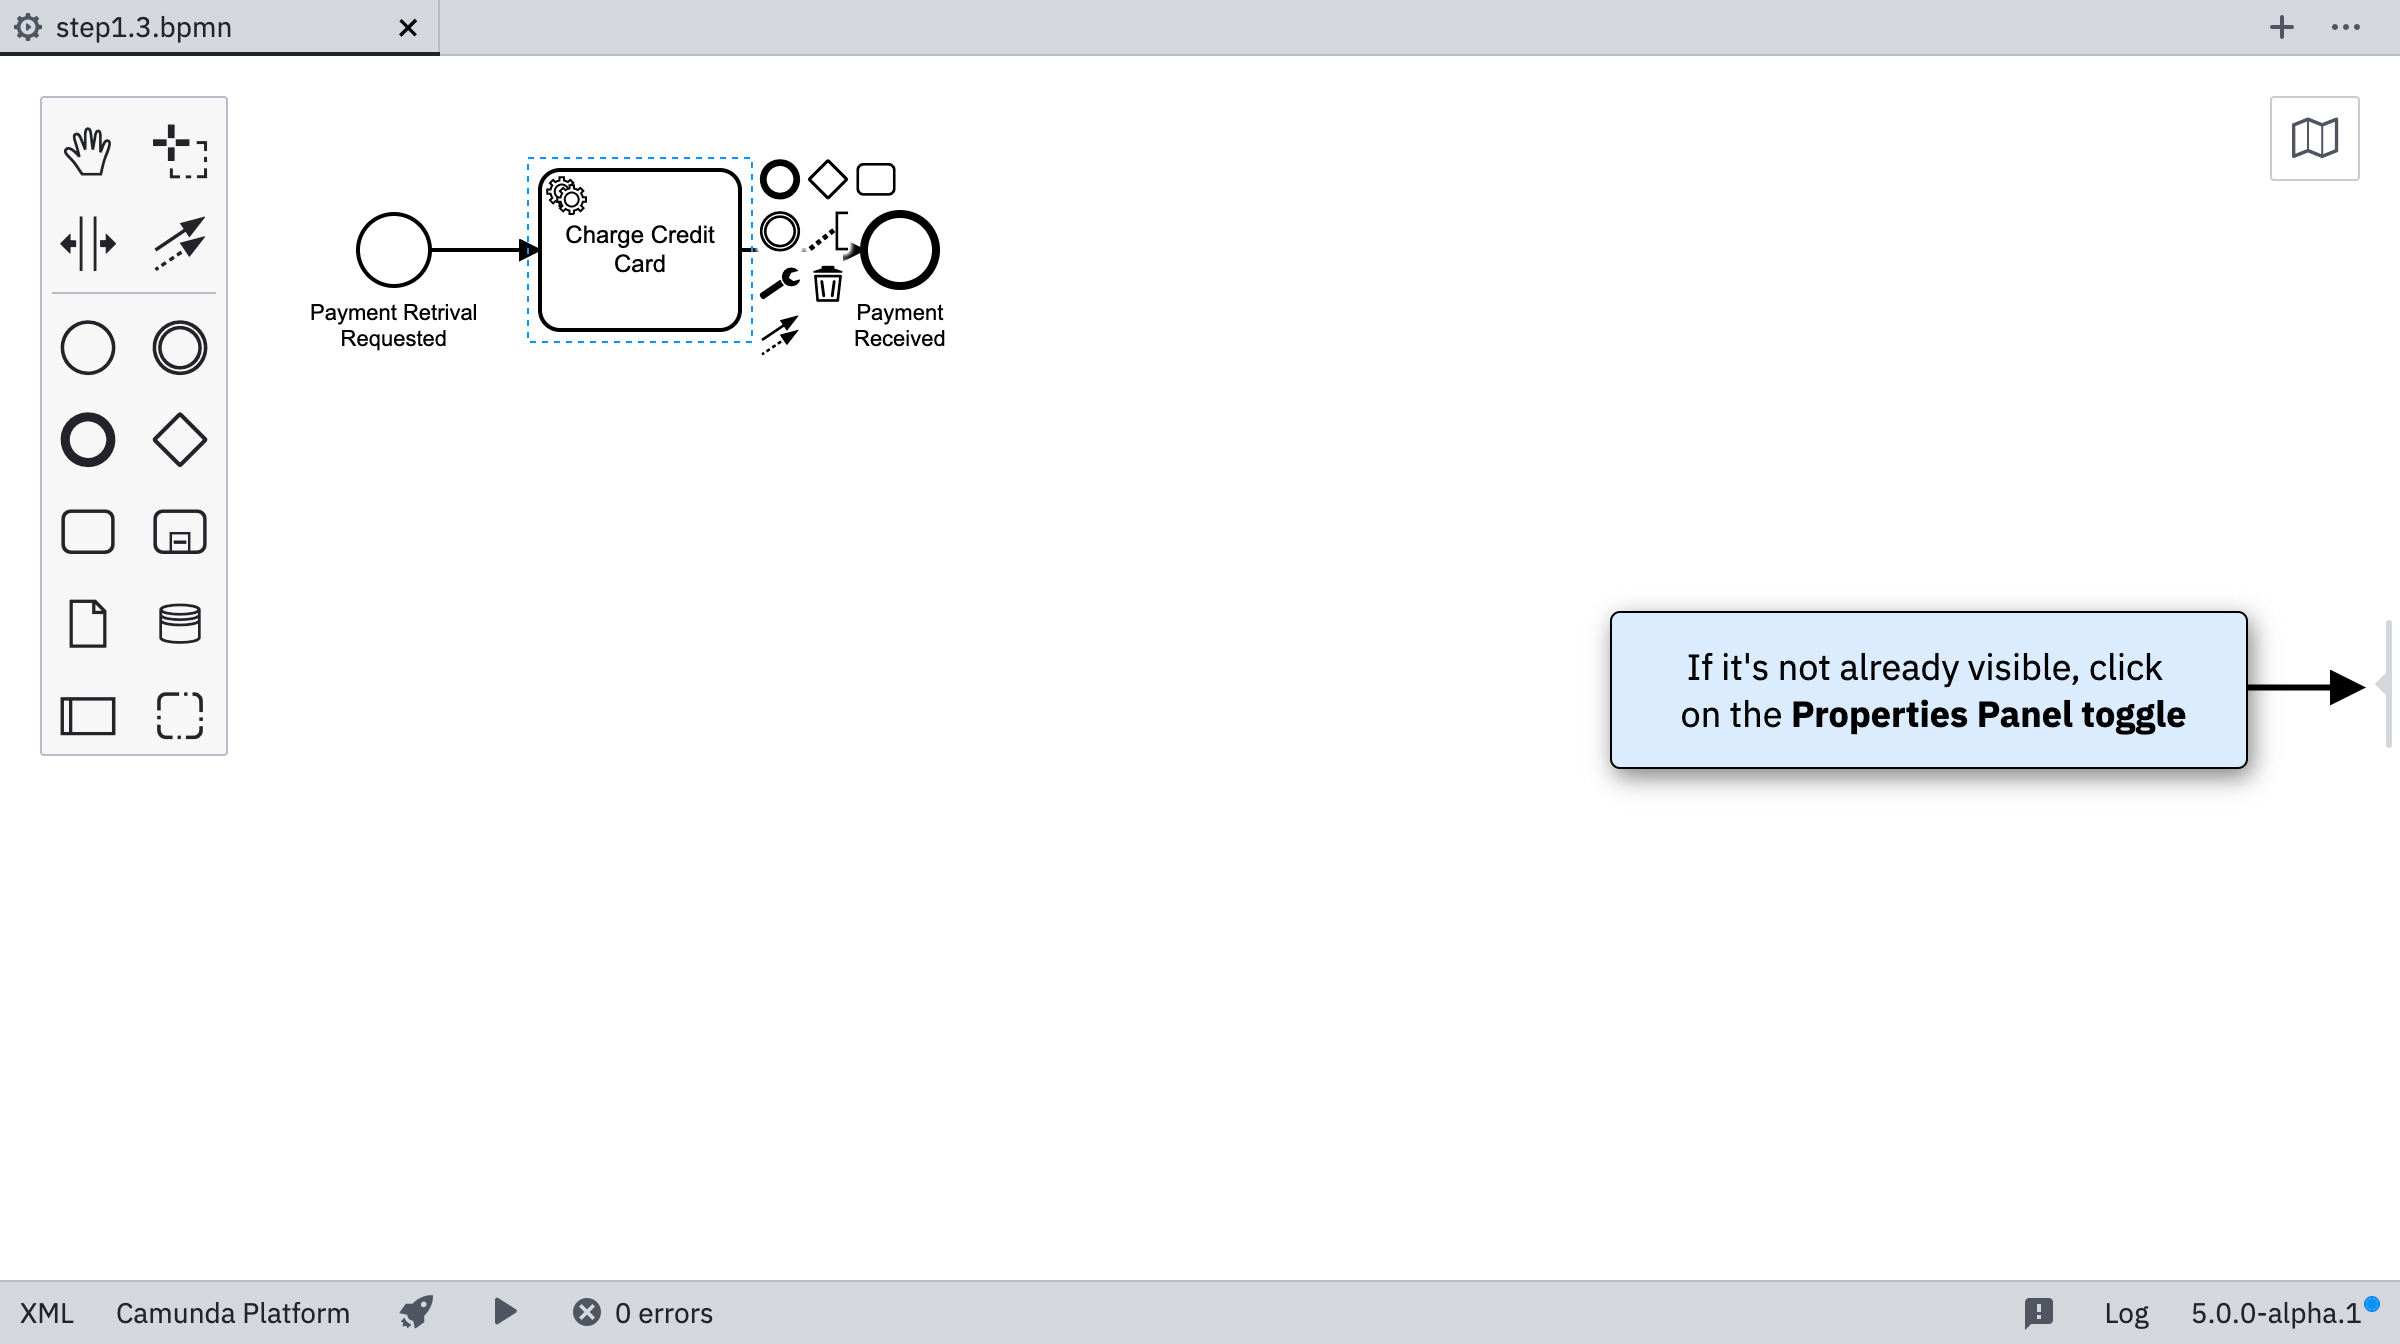 step1.3.bpmn
Charge Credit
Card
Payment Retrival
Requested
Payment
Received
If it's not already visible, click
on the Properties Panel toggle
XML Camunda Platform 0 errors Log 5.0.0-alpha.1